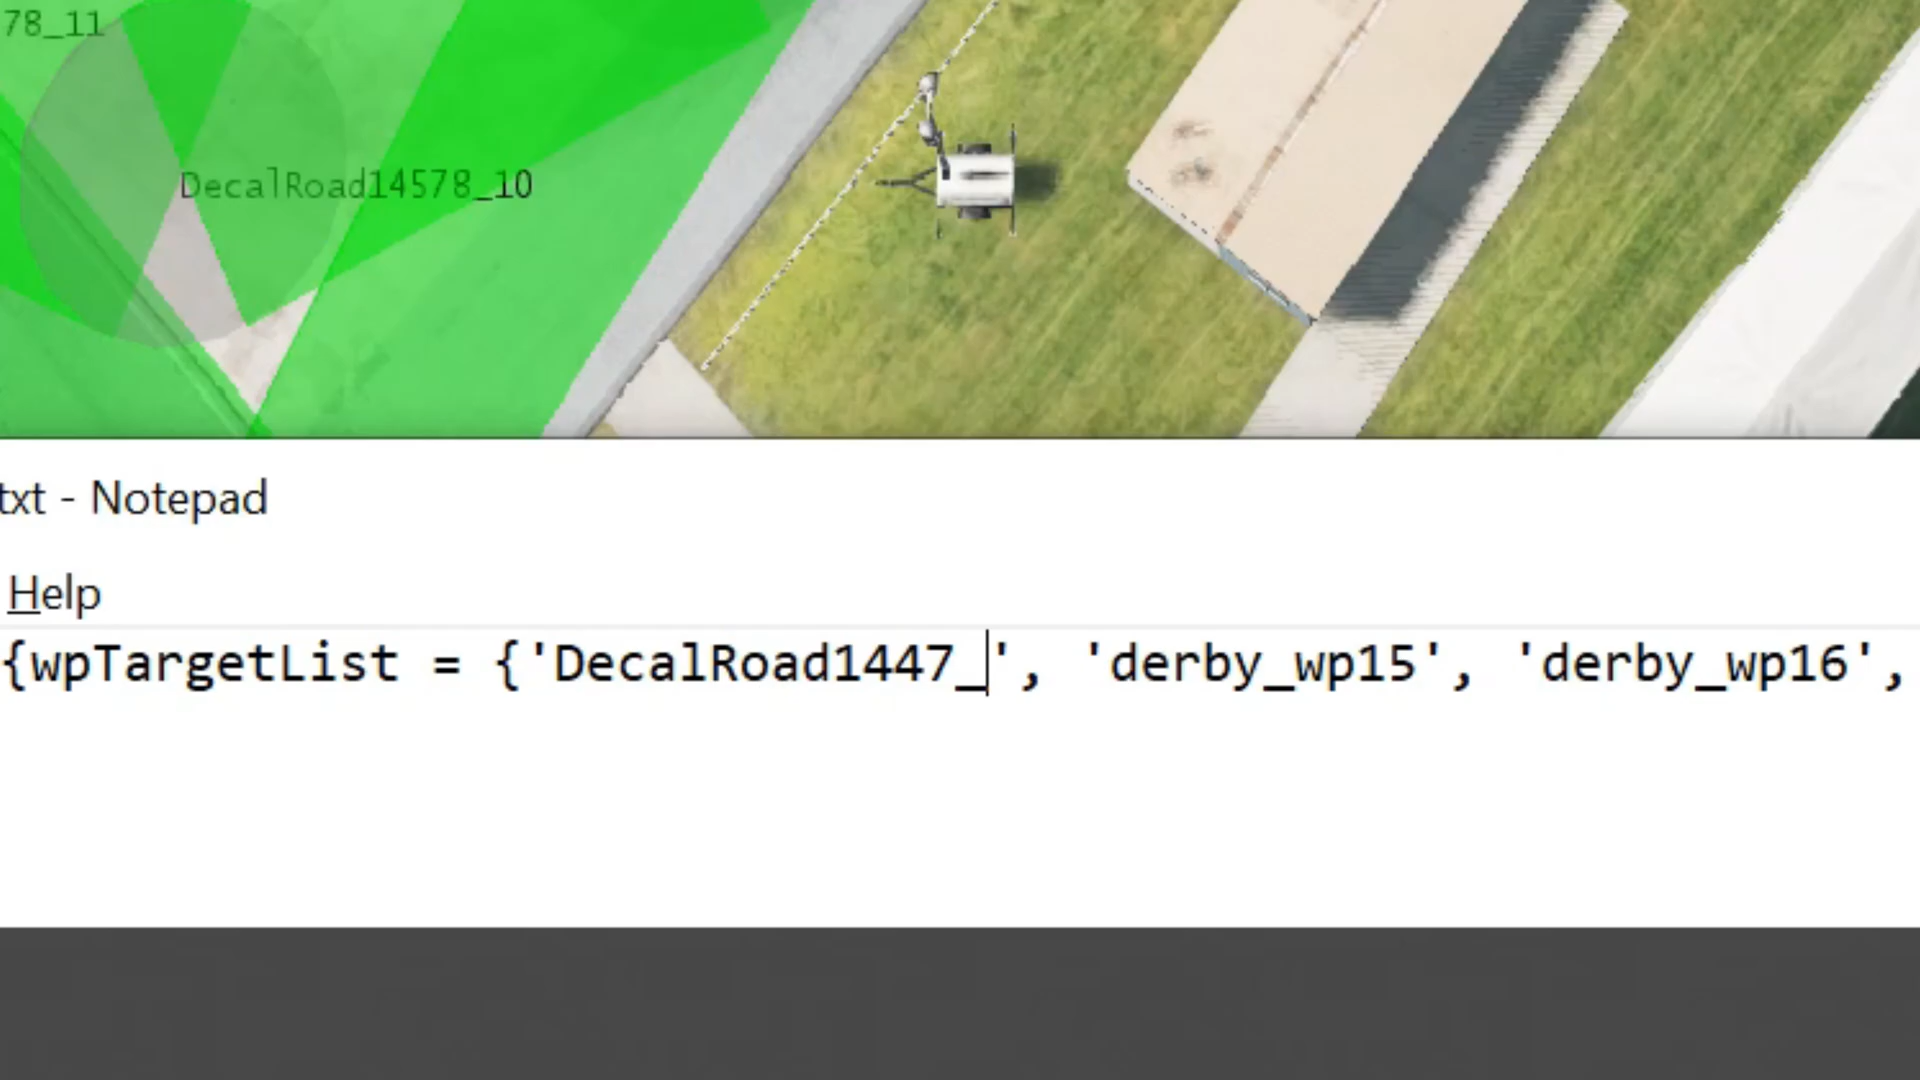 78_11
DecalRoad14578_10
txt - Notepad
Help
{wpTargetList = {'DecalRoad1447_', 'derby_wp15', 'derby_wp16',